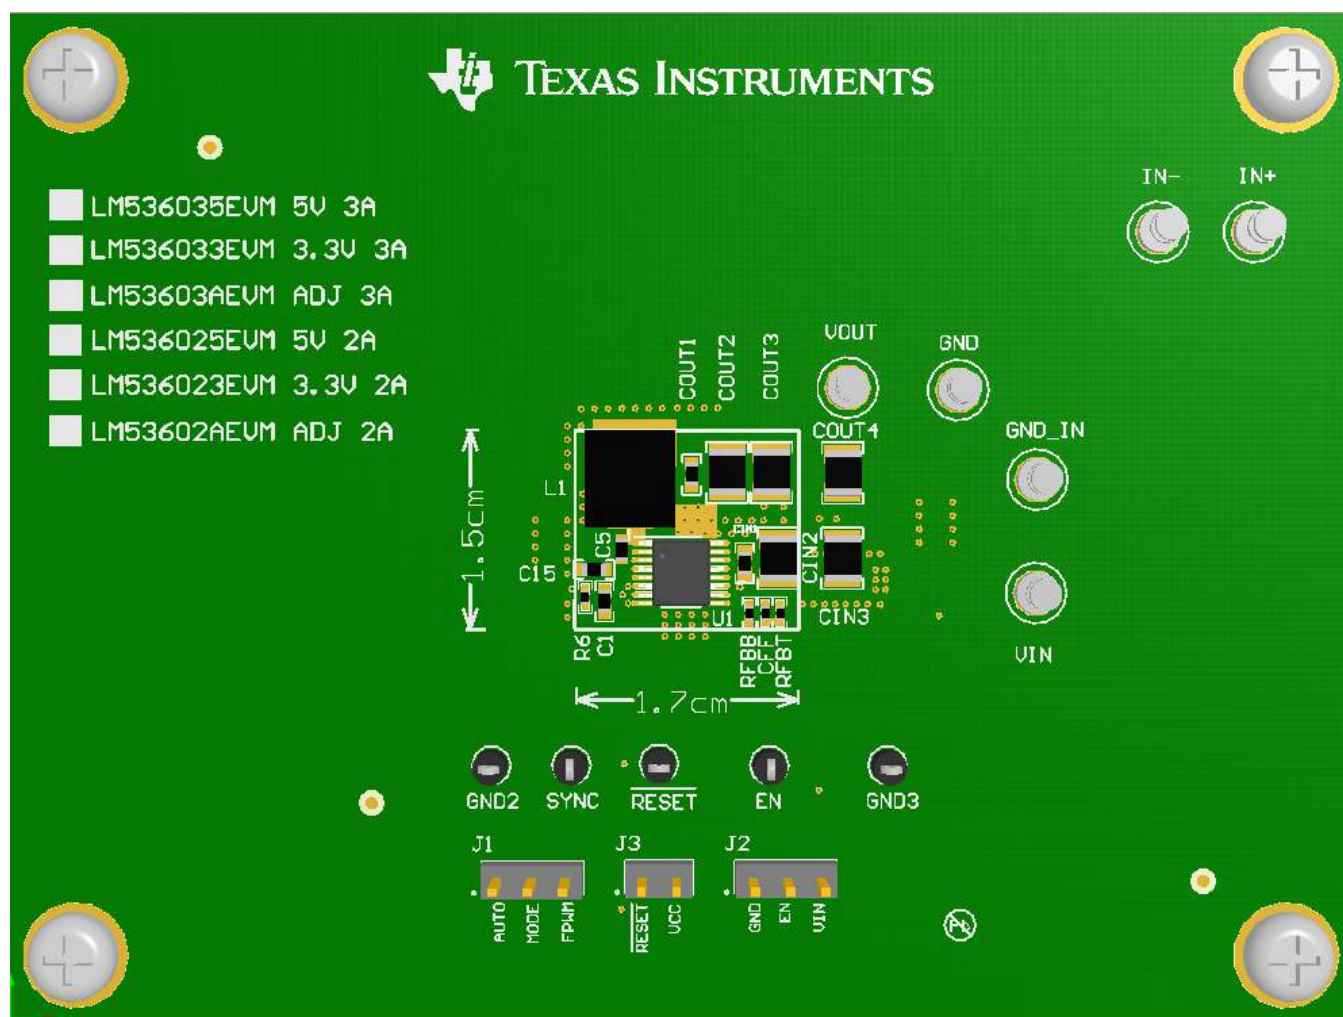 TEXAS INSTRUMENTS
IN- IN+
LM536035EVM 5V 3A
LM536033EVM 3.3V 3A
LM53603AEVM ADJ 3A
LM536025EVM 5V 2A
LM536023EVM 3.3V 2A
LM53602AEVM ADJ 2A
COUT1
COUT2
COUT3
VOUT
GND
COUT4
GND_IN
L1
1.5cm
C5
CIN2
C15
U1
CIN3
R6
C1
RFBB
CFF
RFBT
VIN
1.7cm
GND2 SYNC RESET EN GND3
J1 J3 J2
AUTO
MODE
FPWM
RESET
VCC
GND
EN
VIN